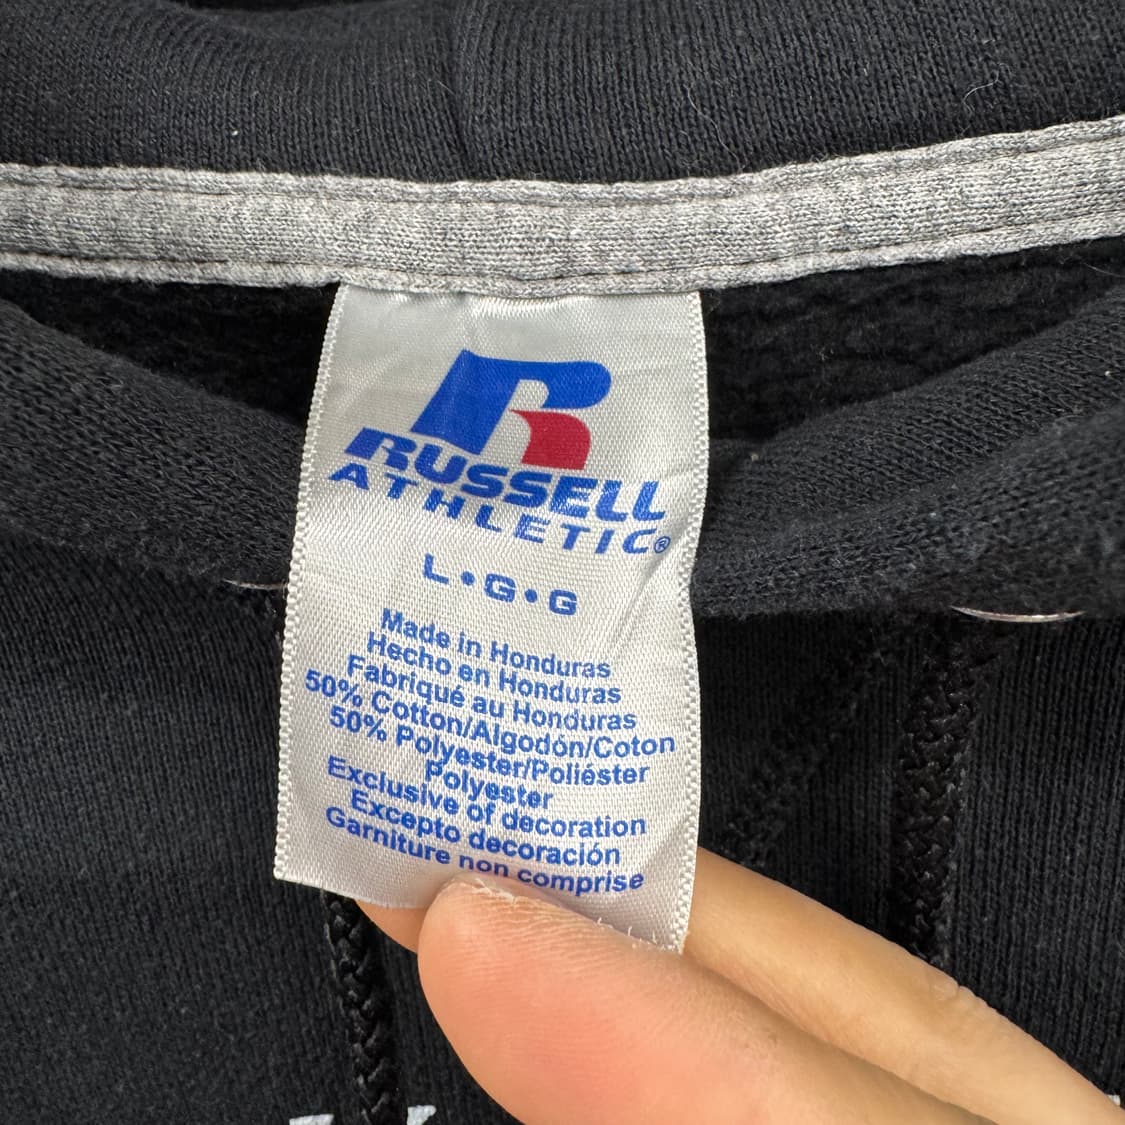 RUSSELL
ATHLETIC®
L•G•G
Made in Honduras
Hecho en Honduras
Fabriqué au Honduras
50% Cotton/Algodón/Coton
50% Polyester/Poliéster
Polyester
Exclusive of decoration
Excepto decoración
Garniture non comprise